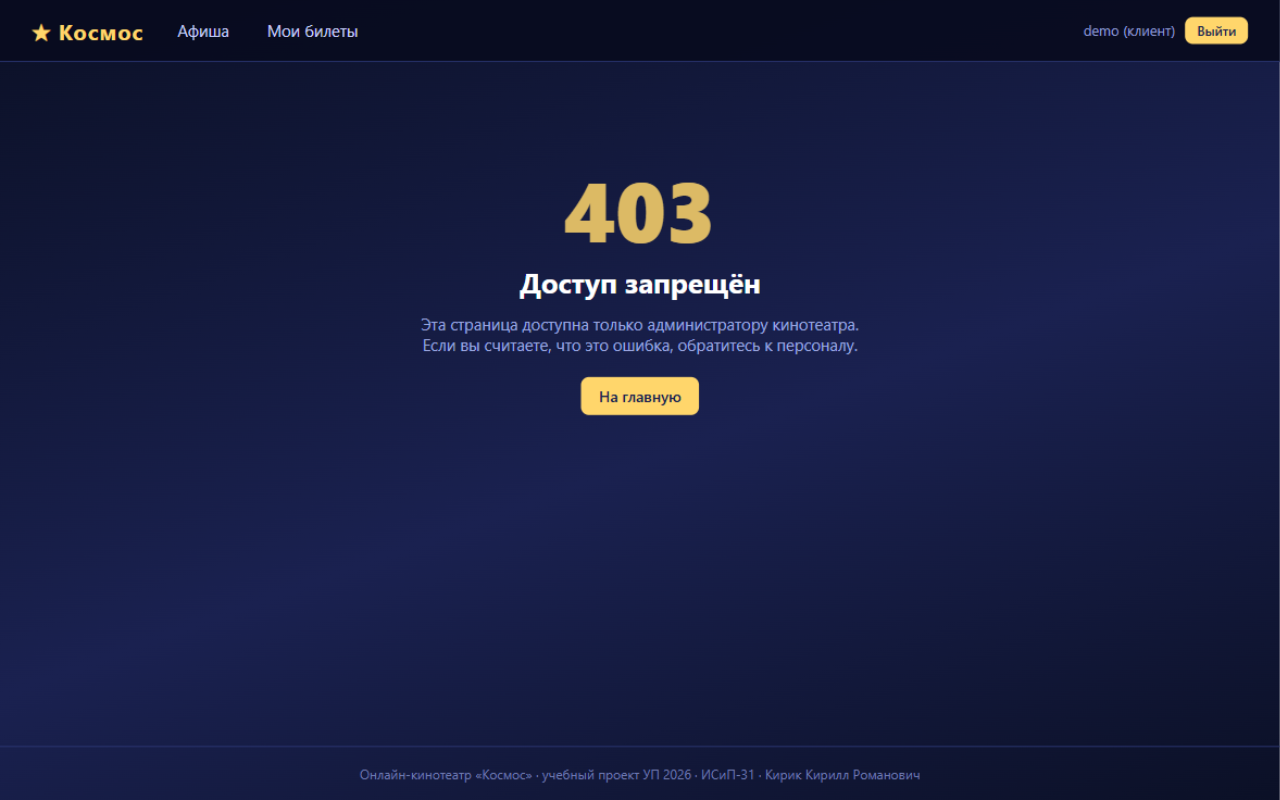 ★ Космос Афиша Мои билеты demo (клиент) Выйти
403
Доступ запрещён
Эта страница доступна только администратору кинотеатра.
Если вы считаете, что это ошибка, обратитесь к персоналу.
На главную
Онлайн-кинотеатр «Космос» · учебный проект УП 2026 · ИСиП-31 · Кирик Кирилл Романович